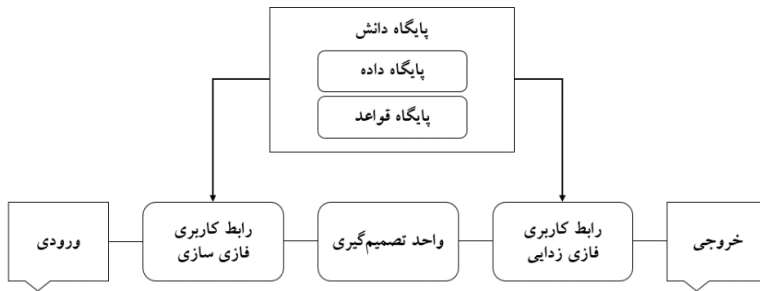 پایگاه دانش
پایگاه داده
پایگاه قواعد
ورودی
رابط کاربری
فازی سازی
واحد تصمیم‌گیری
رابط کاربری
فازی زدایی
خروجی